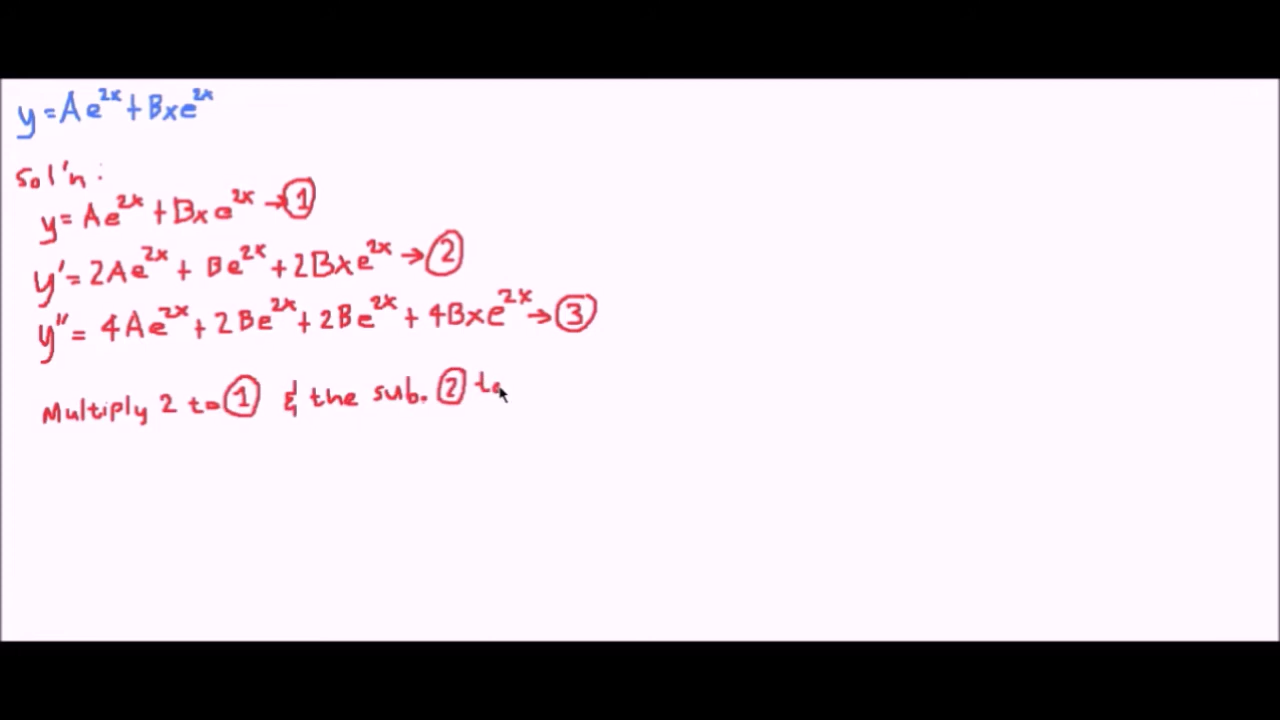 y = Ae^{2x} + Bxe^{2x}
Sol'n :
y = Ae^{2x} + Bxe^{2x} → ①
y' = 2Ae^{2x} + Be^{2x} + 2Bxe^{2x} → ②
y'' = 4Ae^{2x} + 2Be^{2x} + 2Be^{2x} + 4Bxe^{2x} → ③
Multiply 2 to ① & the sub. ② to